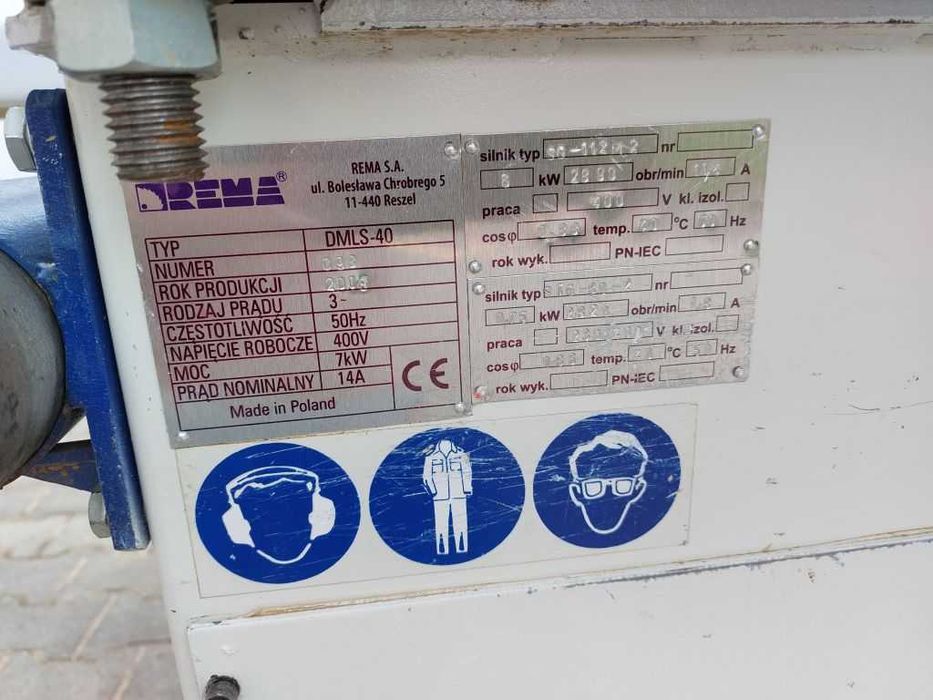 REMA®
REMA S.A.
ul. Bolesława Chrobrego 5
11-440 Reszel
TYP DMLS-40
NUMER
ROK PRODUKCJI
RODZAJ PRĄDU 3~
CZĘSTOTLIWOŚĆ 50Hz
NAPIĘCIE ROBOCZE 400V
MOC 7kW
PRĄD NOMINALNY 14A
CE
Made in Poland
silnik typ nr
8 kW obr/min A
praca 400 V kl. izol.
cosφ temp. °C Hz
rok wyk. PN-IEC
silnik typ nr
kW obr/min A
praca V kl. izol.
cosφ temp. °C Hz
rok wyk. PN-IEC